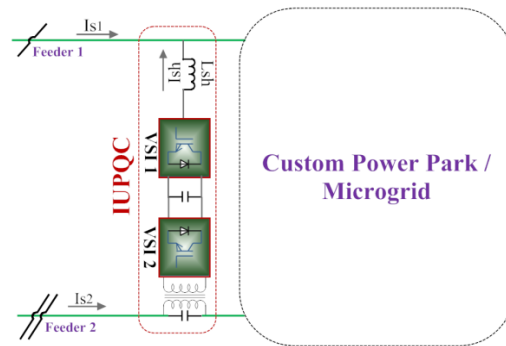 Is1
Feeder 1
Ish
Lsh
VSI 1
IUPQC
Custom Power Park /
Microgrid
VSI 2
Is2
Feeder 2